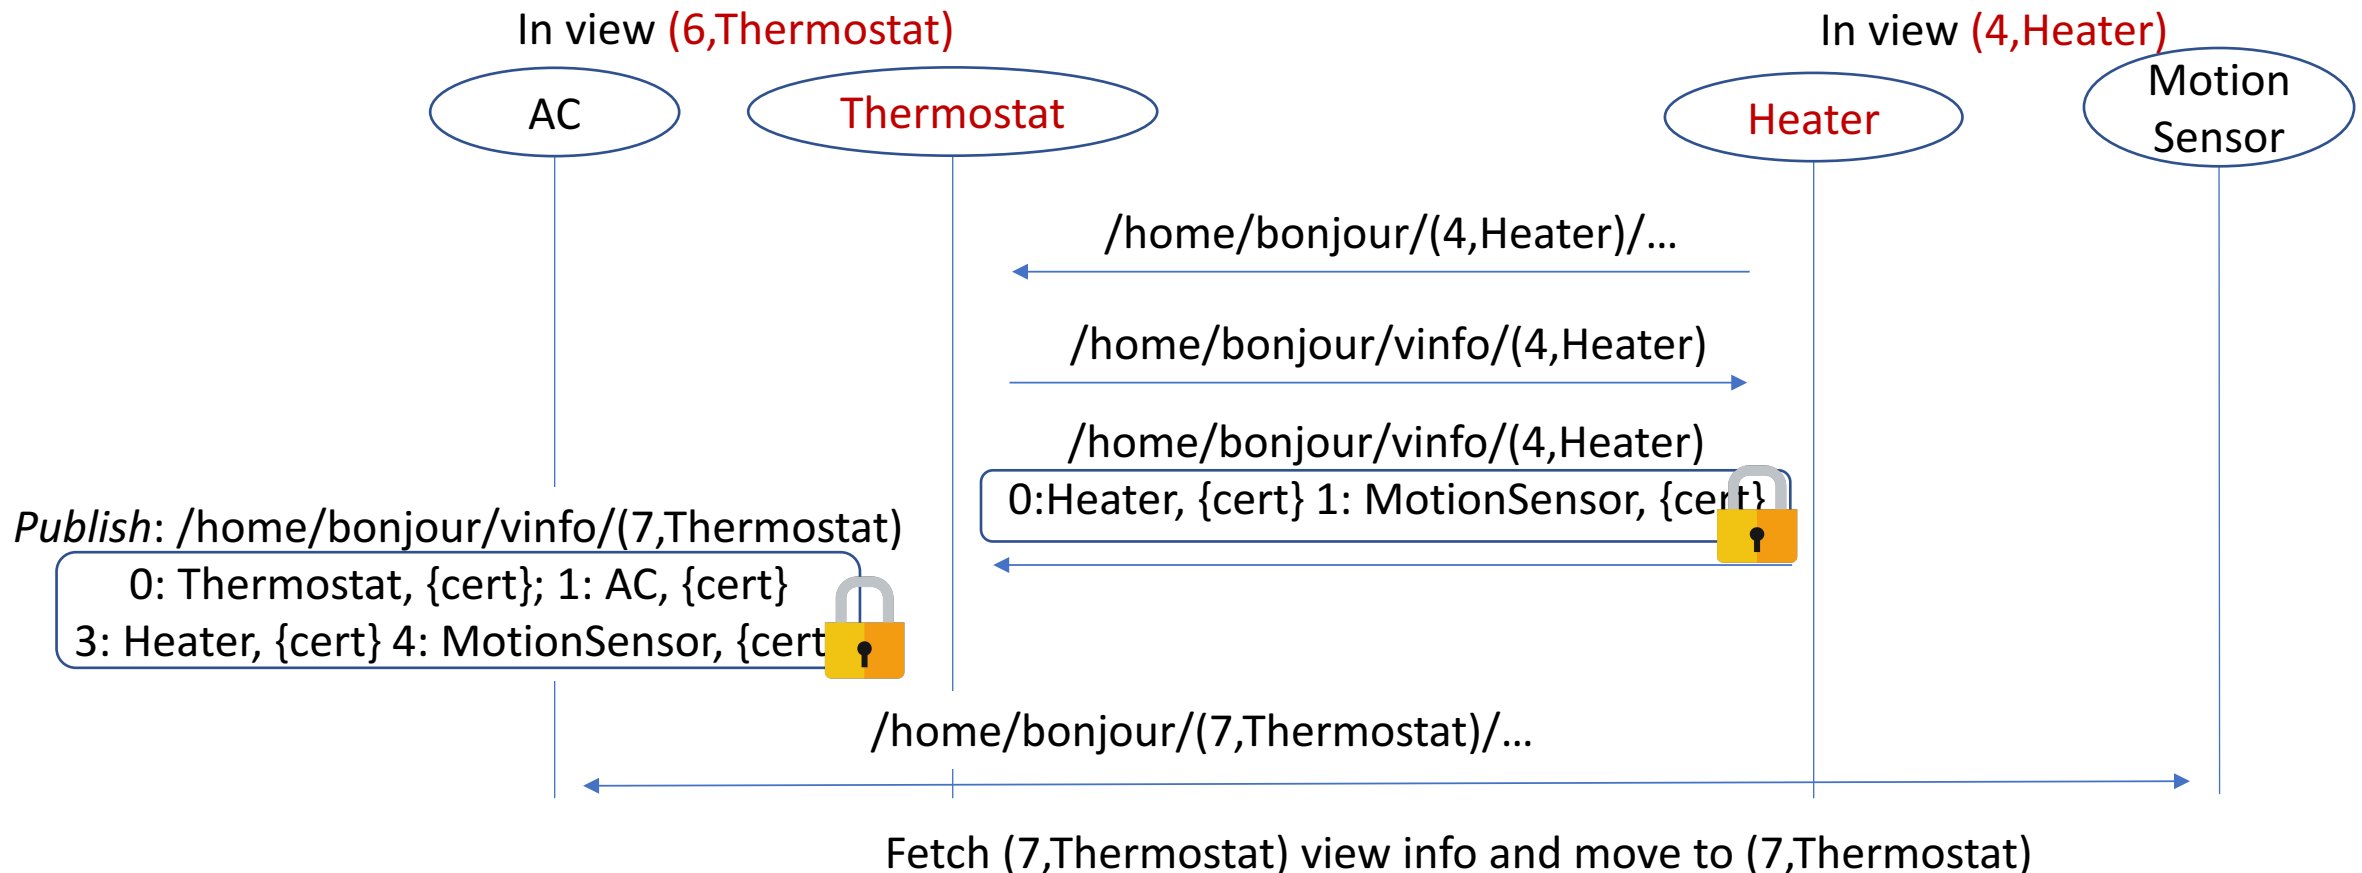 In view (6,Thermostat)
In view (4,Heater)
AC
Thermostat
Heater
Motion
Sensor
/home/bonjour/(4,Heater)/…
/home/bonjour/vinfo/(4,Heater)
/home/bonjour/vinfo/(4,Heater)
0:Heater, {cert} 1: MotionSensor, {cert}
Publish: /home/bonjour/vinfo/(7,Thermostat)
0: Thermostat, {cert}; 1: AC, {cert}
3: Heater, {cert} 4: MotionSensor, {cert
/home/bonjour/(7,Thermostat)/…
Fetch (7,Thermostat) view info and move to (7,Thermostat)